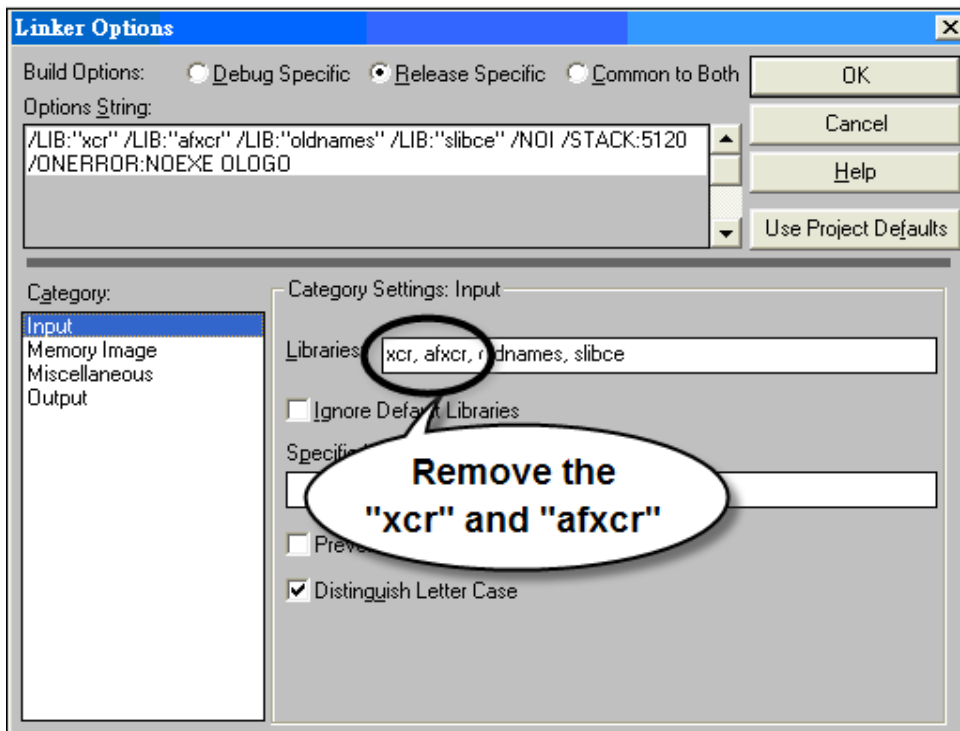 Linker Options
Build Options: Debug Specific Release Specific Common to Both
OK
Options String:
/LIB:"xcr" /LIB:"afxcr" /LIB:"oldnames" /LIB:"slibce" /NOI /STACK:5120
/ONERROR:NOEXE OLOGO
Cancel
Help
Use Project Defaults
Category:
Input
Memory Image
Miscellaneous
Output
Category Settings: Input
Libraries xcr, afxcr, dnames, slibce
Ignore Default Libraries
Remove the
"xcr" and "afxcr"
Distinguish Letter Case